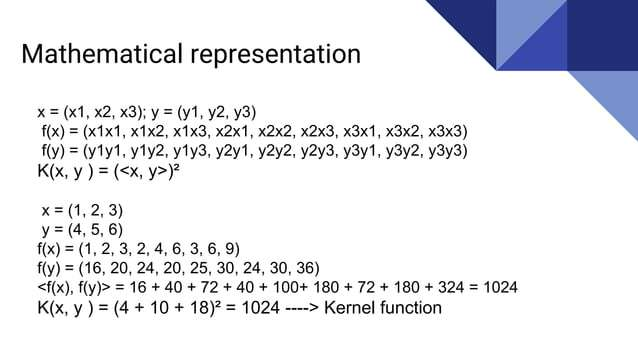 Mathematical representation
x = (x1, x2, x3); y = (y1, y2, y3)
f(x) = (x1x1, x1x2, x1x3, x2x1, x2x2, x2x3, x3x1, x3x2, x3x3)
f(y) = (y1y1, y1y2, y1y3, y2y1, y2y2, y2y3, y3y1, y3y2, y3y3)
K(x, y ) = (<x, y>)²
x = (1, 2, 3)
y = (4, 5, 6)
f(x) = (1, 2, 3, 2, 4, 6, 3, 6, 9)
f(y) = (16, 20, 24, 20, 25, 30, 24, 30, 36)
<f(x), f(y)> = 16 + 40 + 72 + 40 + 100+ 180 + 72 + 180 + 324 = 1024
K(x, y ) = (4 + 10 + 18)² = 1024 ----> Kernel function